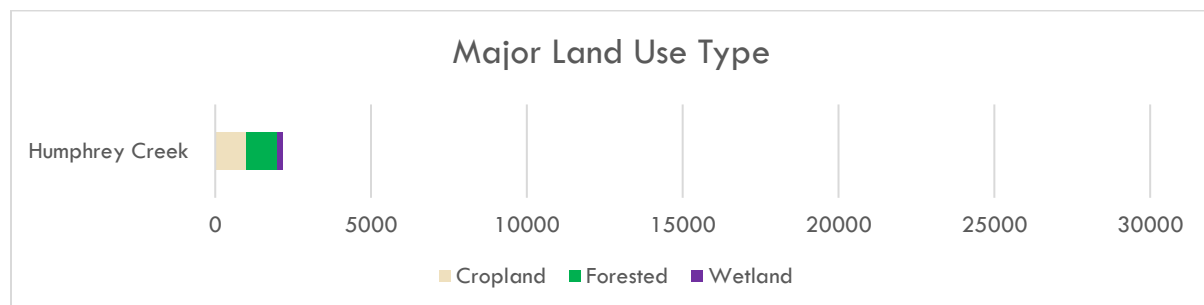 Major Land Use Type
Humphrey Creek
0 5000 10000 15000 20000 25000 30000
Cropland Forested Wetland